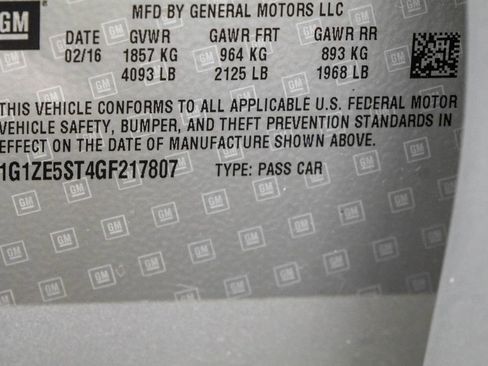 GM
MFD BY GENERAL MOTORS LLC
DATE GVWR GAWR FRT GAWR RR
02/16 1857 KG 964 KG 893 KG
4093 LB 2125 LB 1968 LB
THIS VEHICLE CONFORMS TO ALL APPLICABLE U.S. FEDERAL MOTOR
VEHICLE SAFETY, BUMPER, AND THEFT PREVENTION STANDARDS IN
EFFECT ON THE DATE OF MANUFACTURE SHOWN ABOVE.
1G1ZE5ST4GF217807 TYPE: PASS CAR